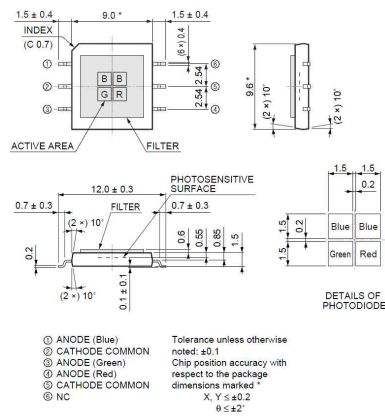 1.5 ± 0.4
9.0 *
1.5 ± 0.4
INDEX
(C 0.7)
(6 ×) 0.4
①
②
③
B B
G R
⑥
⑤
④
2.54
2.54
9.6 *
(2 ×) 10°
(2 ×) 10°
ACTIVE AREA
FILTER
12.0 ± 0.3
PHOTOSENSITIVE
SURFACE
0.7 ± 0.3
FILTER
0.7 ± 0.3
(2 ×) 10°
0.2
(2 ×) 10°
0.1 ± 0.1
0.6
0.55
0.85
1.5
1.5
1.5
0.2
1.5
0.2
1.5
Blue Blue
Green Red
DETAILS OF
PHOTODIODE
① ANODE (Blue)
② CATHODE COMMON
③ ANODE (Green)
④ ANODE (Red)
⑤ CATHODE COMMON
⑥ NC
Tolerance unless otherwise
noted: ±0.1
Chip position accuracy with
respect to the package
dimensions marked *
X, Y ≤ ±0.2
θ ≤ ±2°